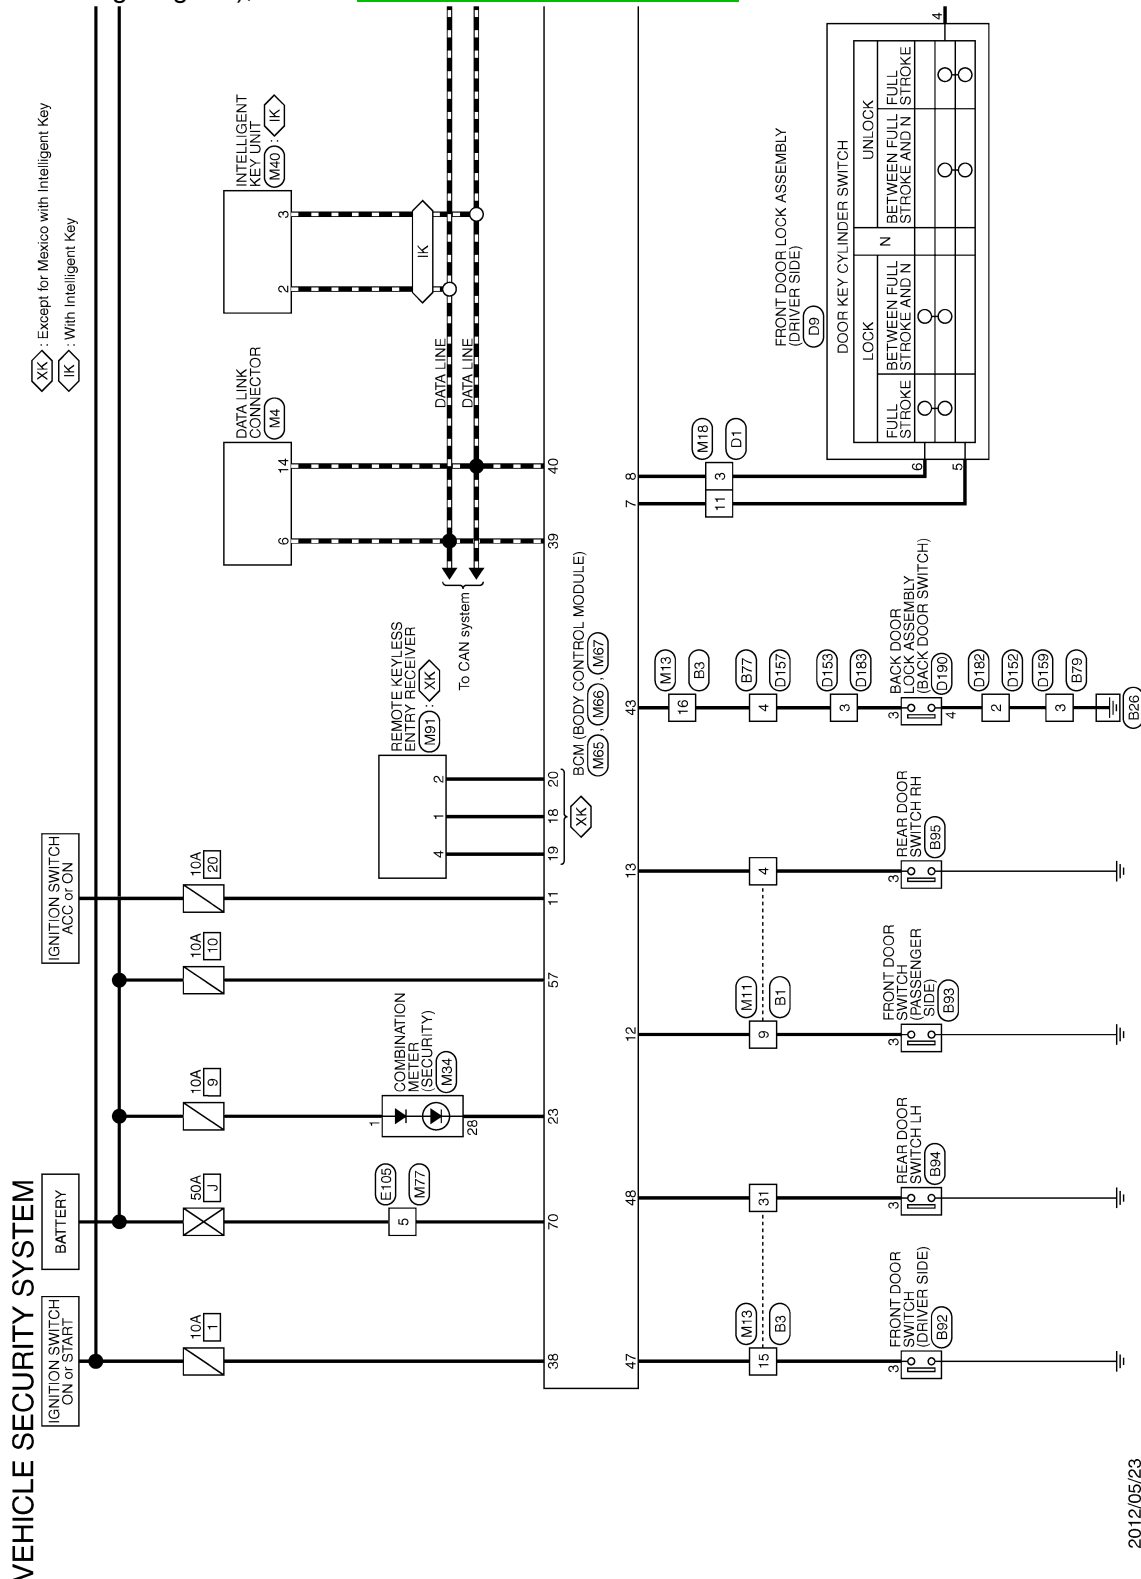 VEHICLE SECURITY SYSTEM
XK : Except for Mexico with Intelligent Key
IK : With Intelligent Key
IGNITION SWITCH
ON or START
BATTERY
IGNITION SWITCH
ACC or ON
10A
1
50A
J
10A
9
10A
10
10A
20
E105
M77
5
1
COMBINATION
METER
(SECURITY)
M34
28
REMOTE KEYLESS
ENTRY RECEIVER
M91 : XK
4
1
2
DATA LINK
CONNECTOR
M4
6
14
INTELLIGENT
KEY UNIT
M40 : IK
2
3
IK
DATA LINE
DATA LINE
To CAN system
38
70
23
57
11
19
18
20
39
40
XK
BCM (BODY CONTROL MODULE)
M65 , M66 , M67
47
48
12
13
43
7
8
15
M13
B3
31
9
M11
B1
4
16
M13
B3
4
B77
D157
3
D153
D183
11
3
M18
D1
3
FRONT DOOR
SWITCH
(DRIVER SIDE)
B92
3
REAR DOOR
SWITCH LH
B94
3
FRONT DOOR
SWITCH
(PASSENGER
SIDE)
B93
3
REAR DOOR
SWITCH RH
B95
3
4
BACK DOOR
LOCK ASSEMBLY
(BACK DOOR SWITCH)
D190
2
D182
D152
3
D159
B79
B26
FRONT DOOR LOCK ASSEMBLY
(DRIVER SIDE)
D9
DOOR KEY CYLINDER SWITCH
LOCK
N
UNLOCK
FULL
STROKE
BETWEEN FULL
STROKE AND N
BETWEEN FULL
STROKE AND N
FULL
STROKE
6
5
4
2012/05/23